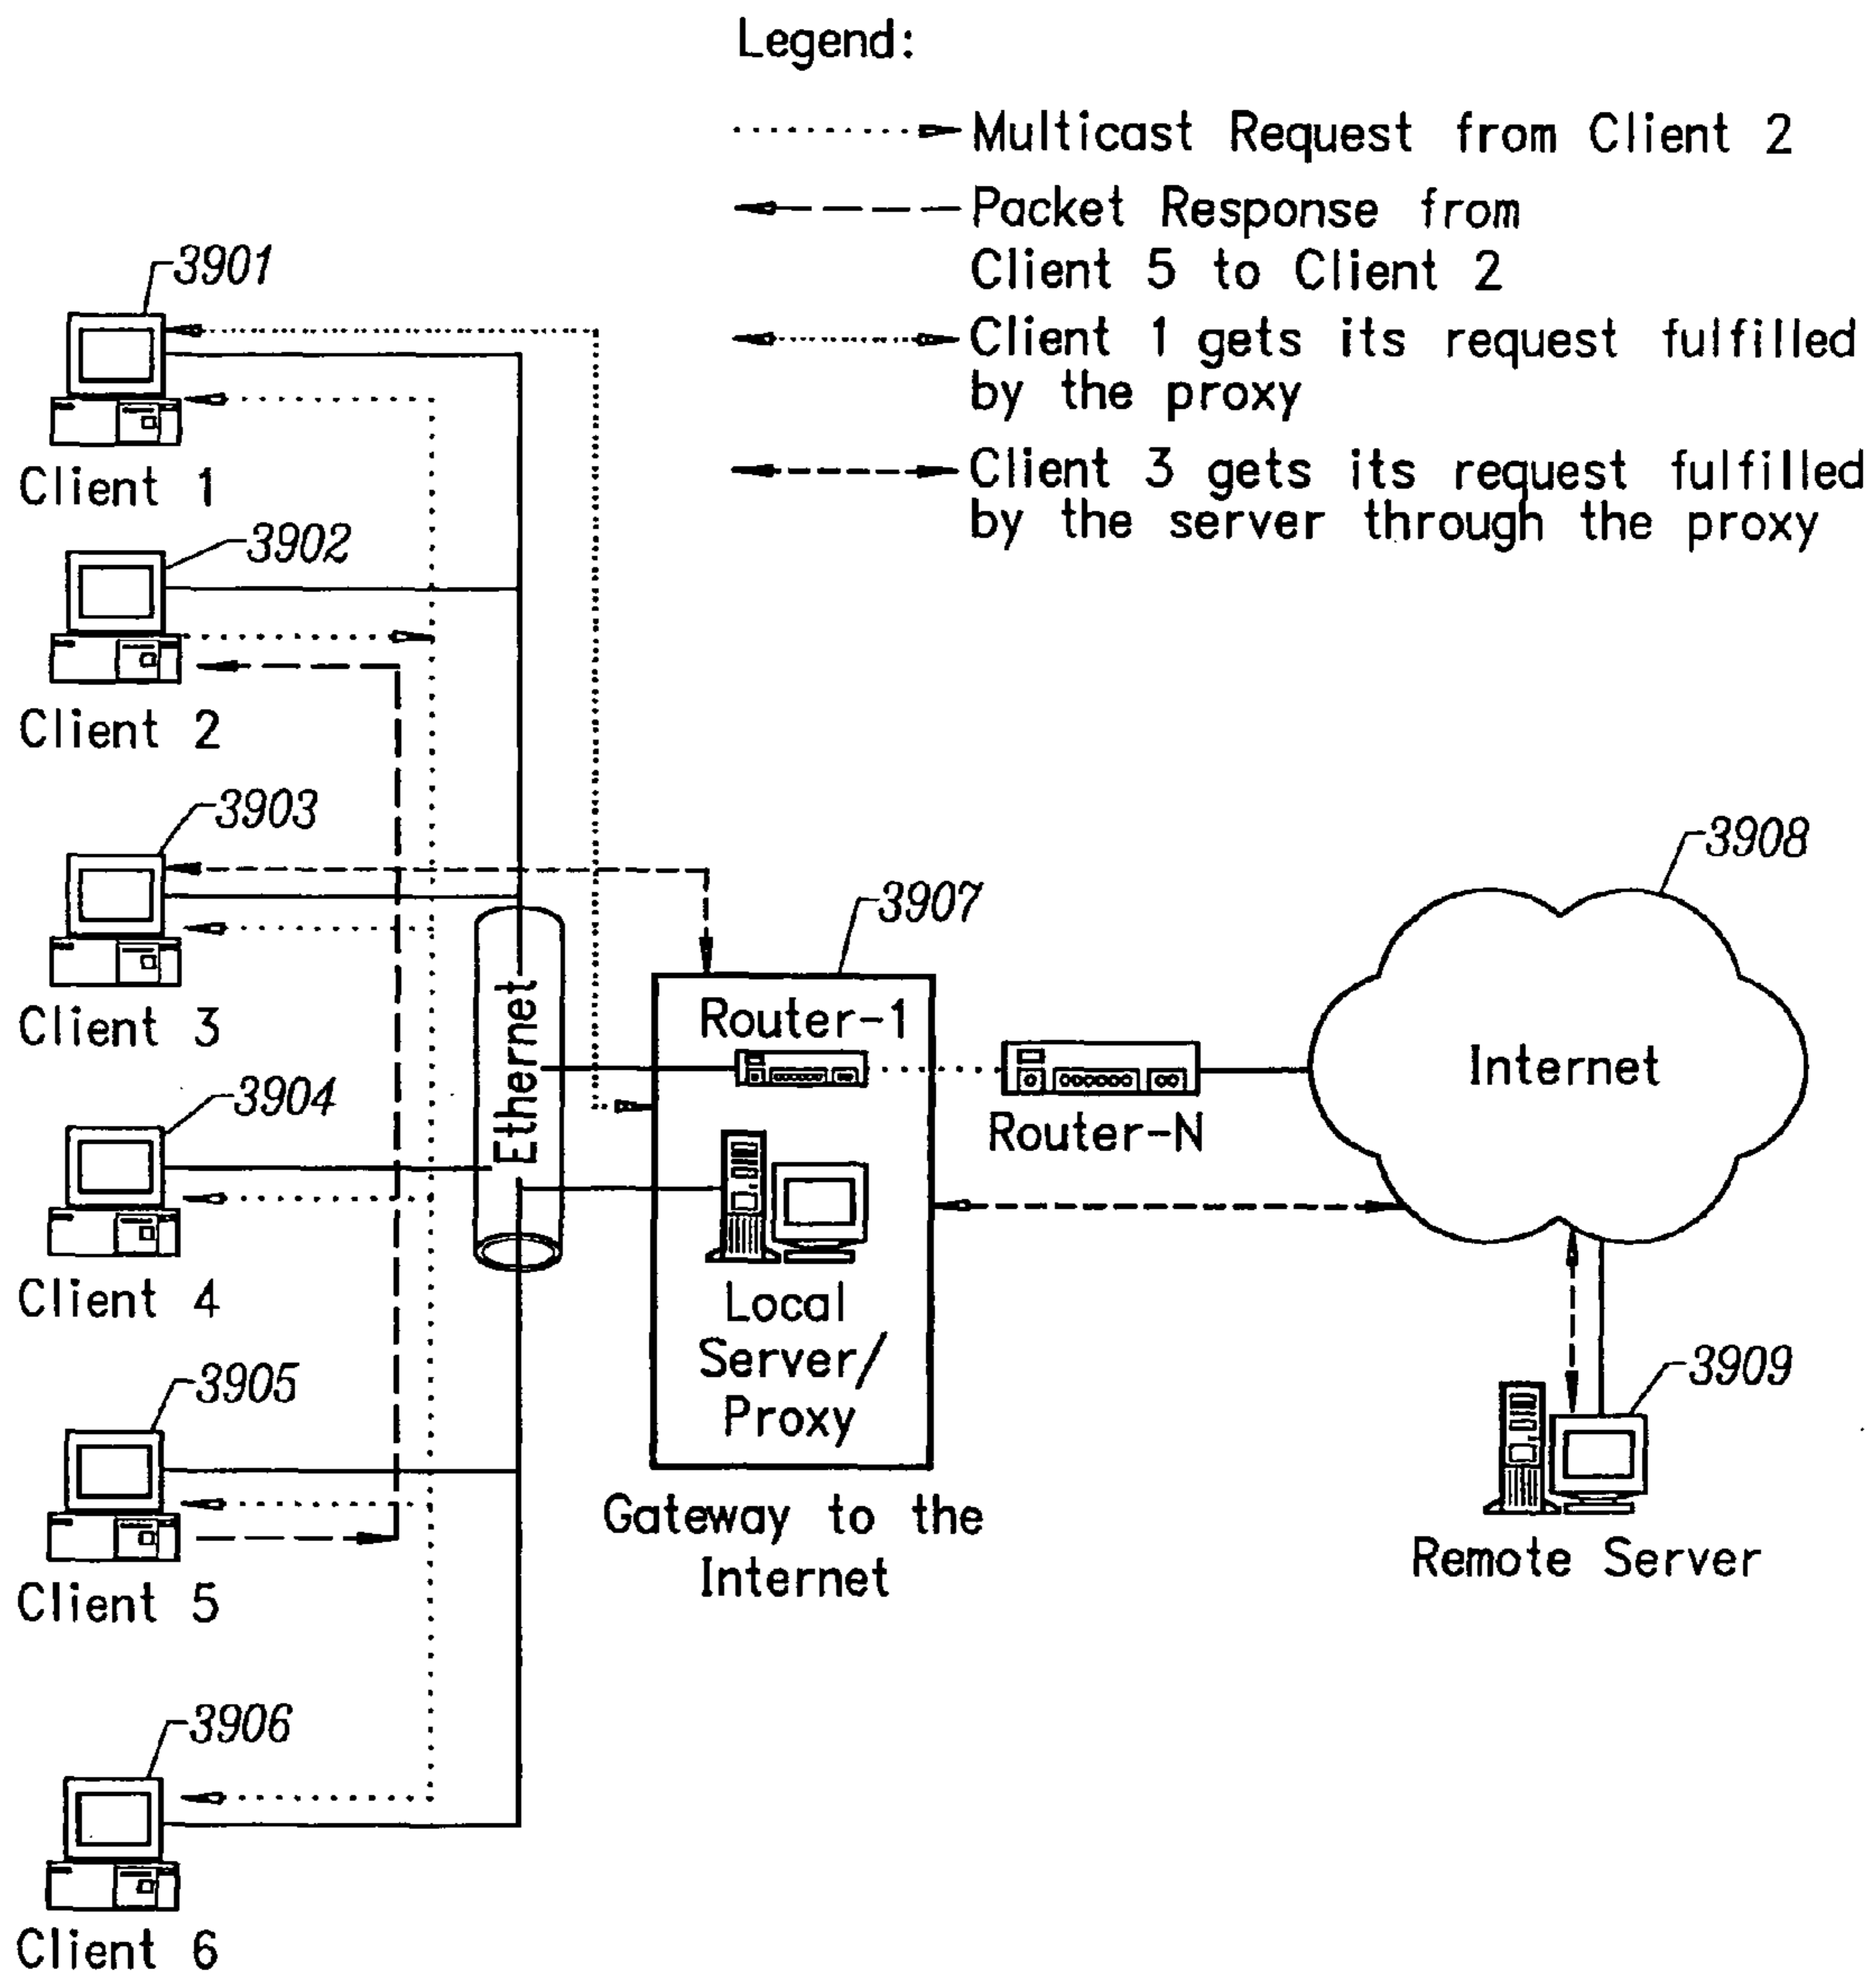 Legend:
Multicast Request from Client 2
Packet Response from
Client 5 to Client 2
Client 1 gets its request fulfilled
by the proxy
Client 3 gets its request fulfilled
by the server through the proxy
3901
Client 1
3902
Client 2
3903
Client 3
3904
Client 4
3905
Client 5
3906
Client 6
Ethernet
3907
Router-1
Local
Server/
Proxy
Gateway to the
Internet
Router-N
3908
Internet
3909
Remote Server